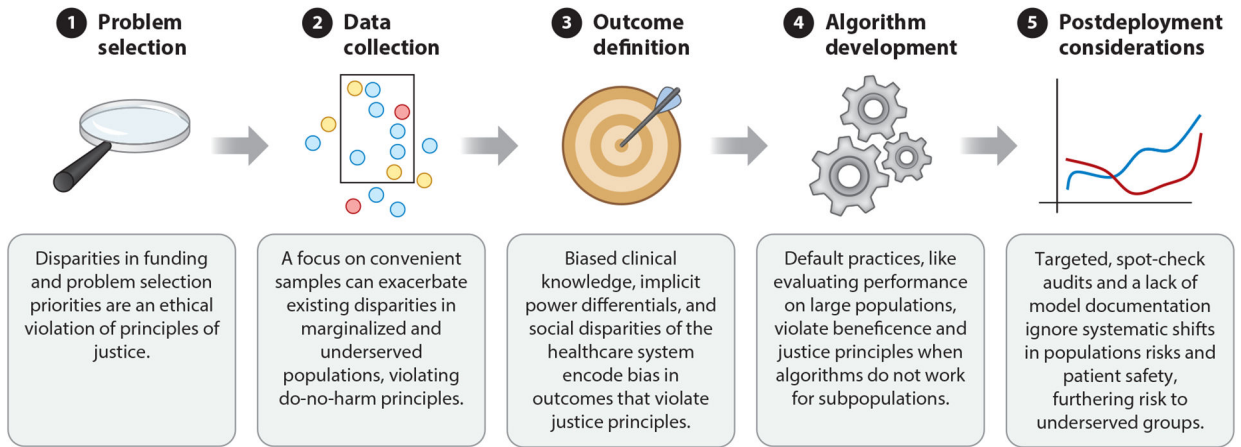 1 Problem
selection
2 Data
collection
3 Outcome
definition
4 Algorithm
development
5 Postdeployment
considerations
Disparities in funding
and problem selection
priorities are an ethical
violation of principles of
justice.
A focus on convenient
samples can exacerbate
existing disparities in
marginalized and
underserved
populations, violating
do-no-harm principles.
Biased clinical
knowledge, implicit
power differentials, and
social disparities of the
healthcare system
encode bias in
outcomes that violate
justice principles.
Default practices, like
evaluating performance
on large populations,
violate beneficence and
justice principles when
algorithms do not work
for subpopulations.
Targeted, spot-check
audits and a lack of
model documentation
ignore systematic shifts
in populations risks and
patient safety,
furthering risk to
underserved groups.